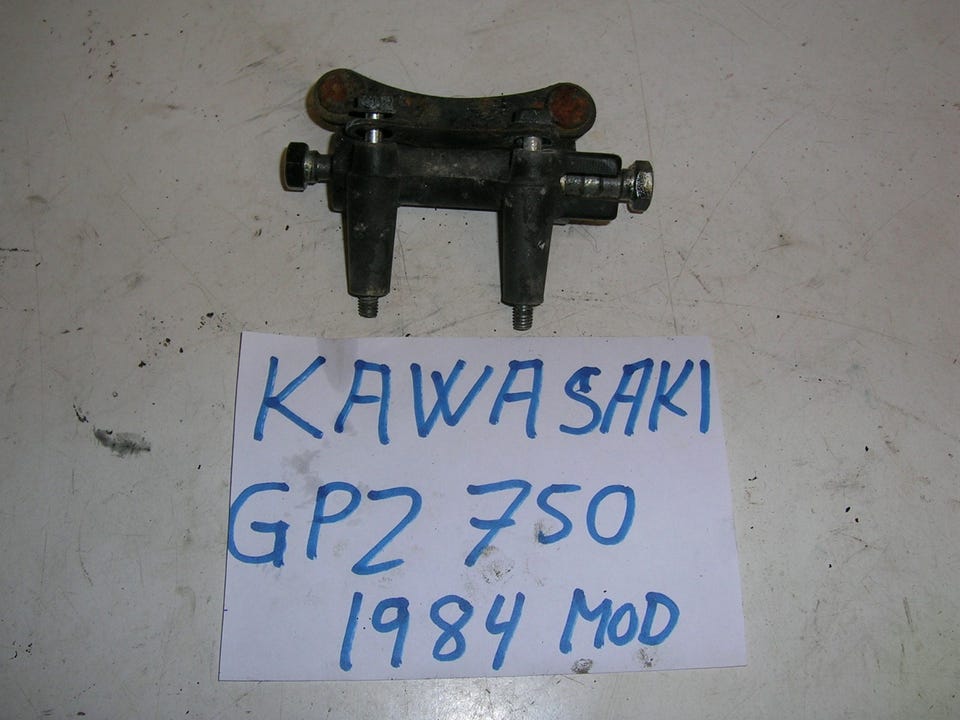 KAWASAKI
GPZ 750
1984 MOD